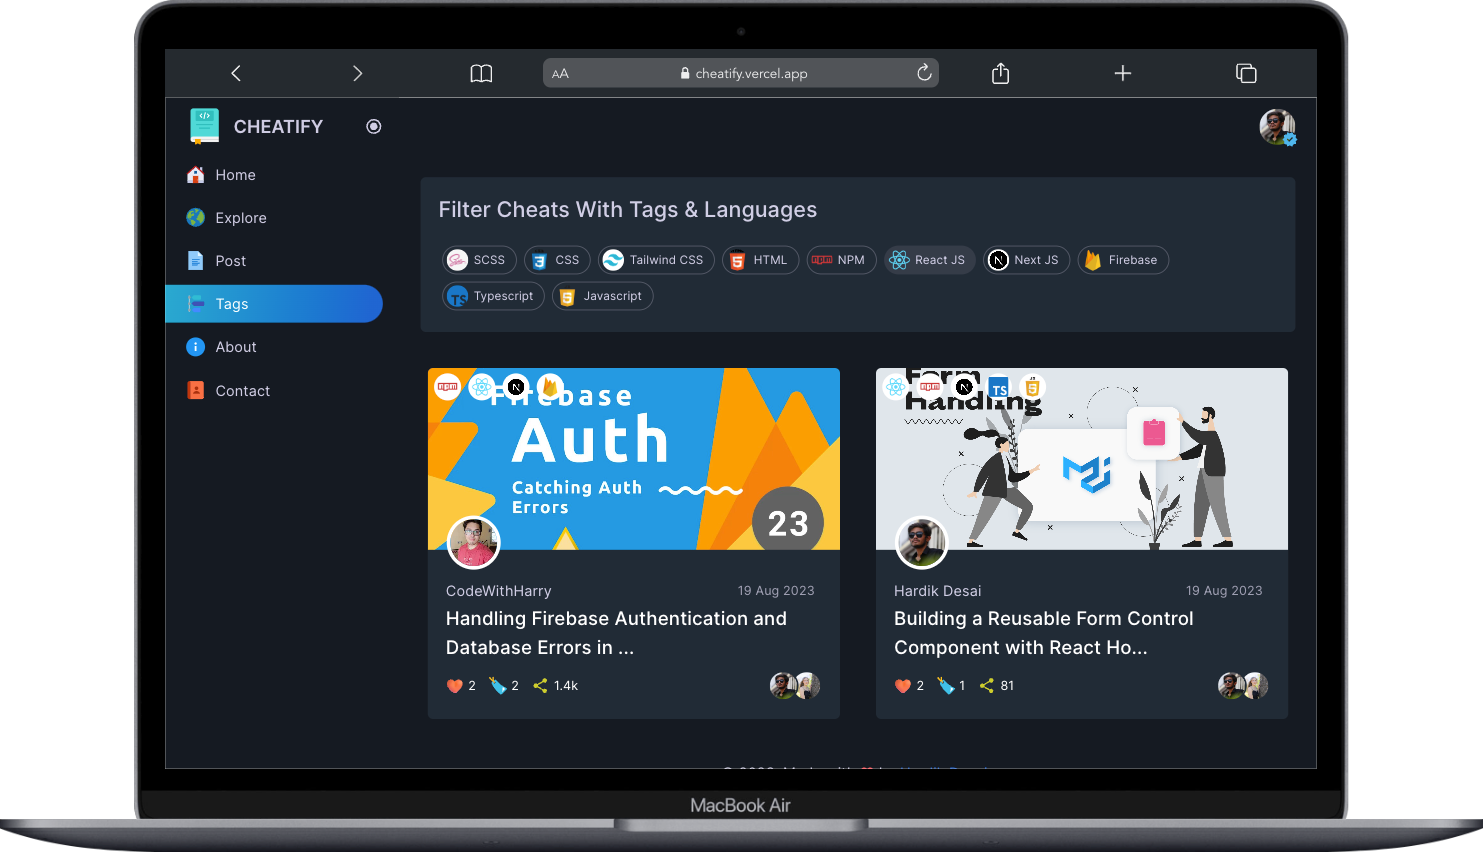 AA cheatify.vercel.app
CHEATIFY
Home
Explore
Post
Tags
About
Contact
Filter Cheats With Tags & Languages
SCSS CSS Tailwind CSS HTML NPM React JS Next JS Firebase
TS Typescript Javascript
npm N
Firebase
Auth
Catching Auth
Errors
23
CodeWithHarry 19 Aug 2023
Handling Firebase Authentication and
Database Errors in ...
2 2 1.4k
npm N TS
Form
Handling
Hardik Desai 19 Aug 2023
Building a Reusable Form Control
Component with React Ho...
2 1 81
MacBook Air